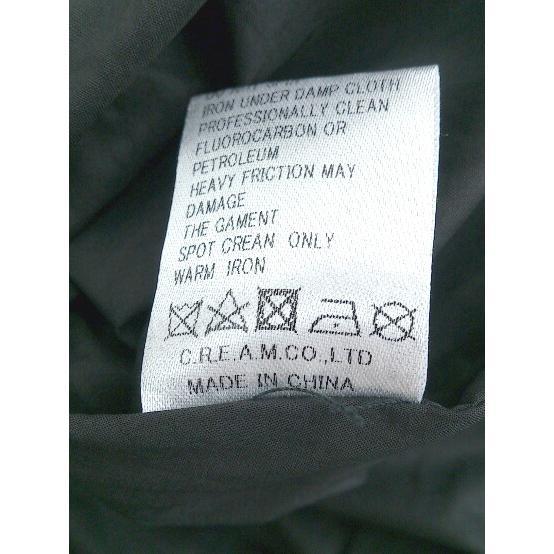 IRON UNDER DAMP CLOTH
PROFESSIONALLY CLEAN
FLUOROCARBON OR
PETROLEUM
HEAVY FRICTION MAY
DAMAGE
THE GAMENT
SPOT CREAN ONLY
WARM IRON
C.R.E.A.M.CO.,LTD
MADE IN CHINA